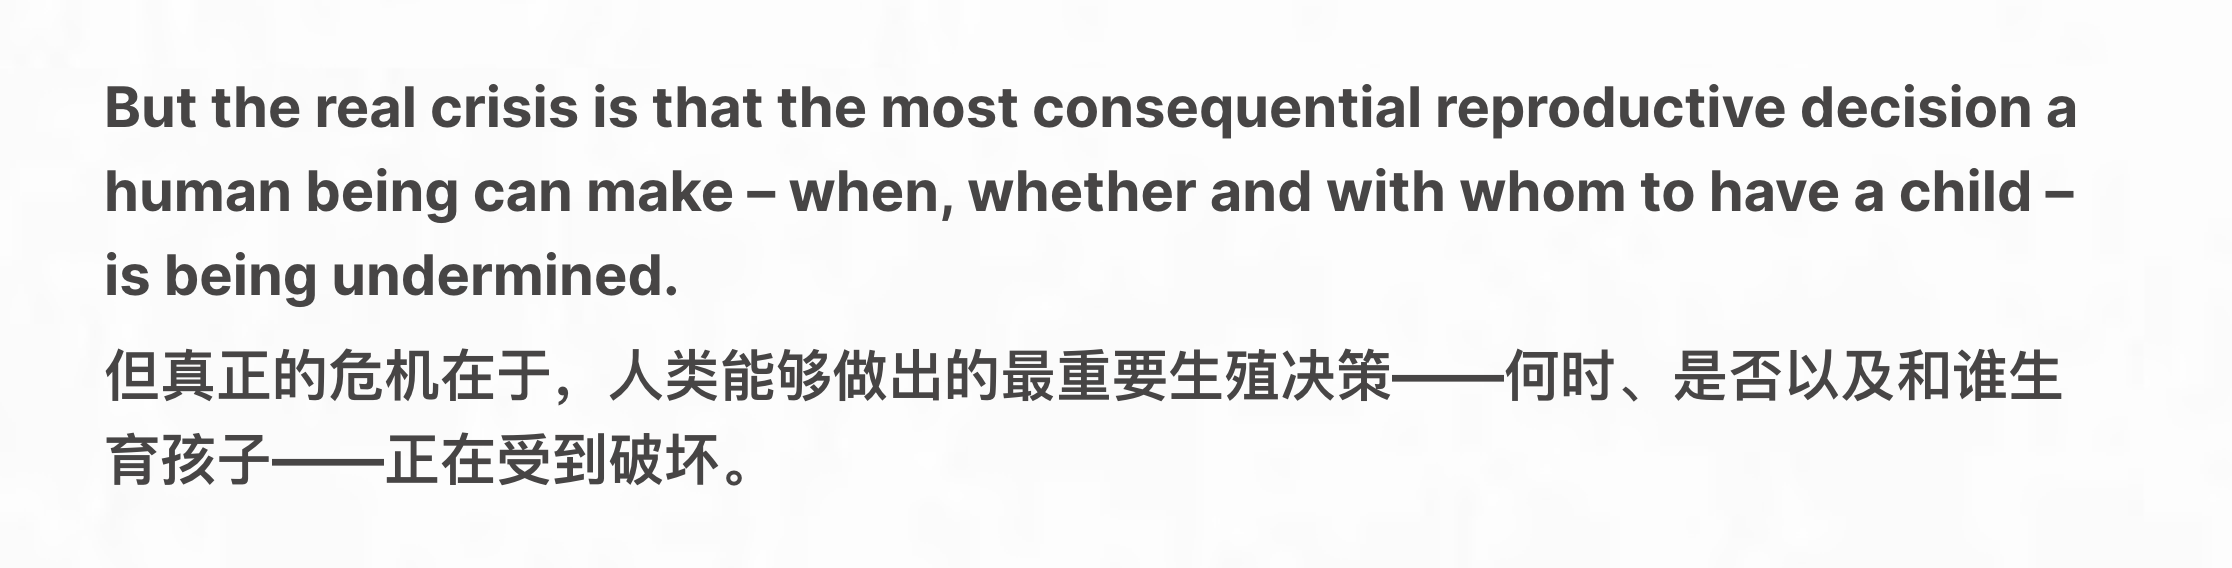 But the real crisis is that the most consequential reproductive decision a
human being can make – when, whether and with whom to have a child –
is being undermined.
但真正的危机在于，人类能够做出的最重要生殖决策——何时、是否以及和谁生
育孩子——正在受到破坏。